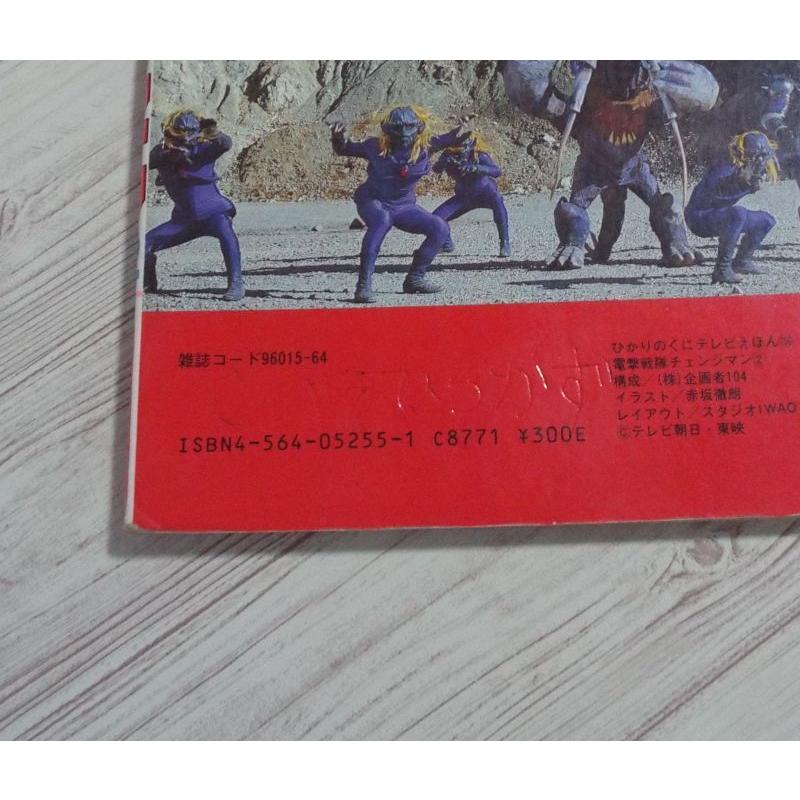 雑誌コード96015-64
ISBN4-564-05255-1 C8771 ¥300E
ひかりのくにテレビえほん
電撃戦隊チェンジマン②
構成/(株)企画者104
イラスト/赤坂徹朗
レイアウト/スタジオIWAO
©テレビ朝日・東映